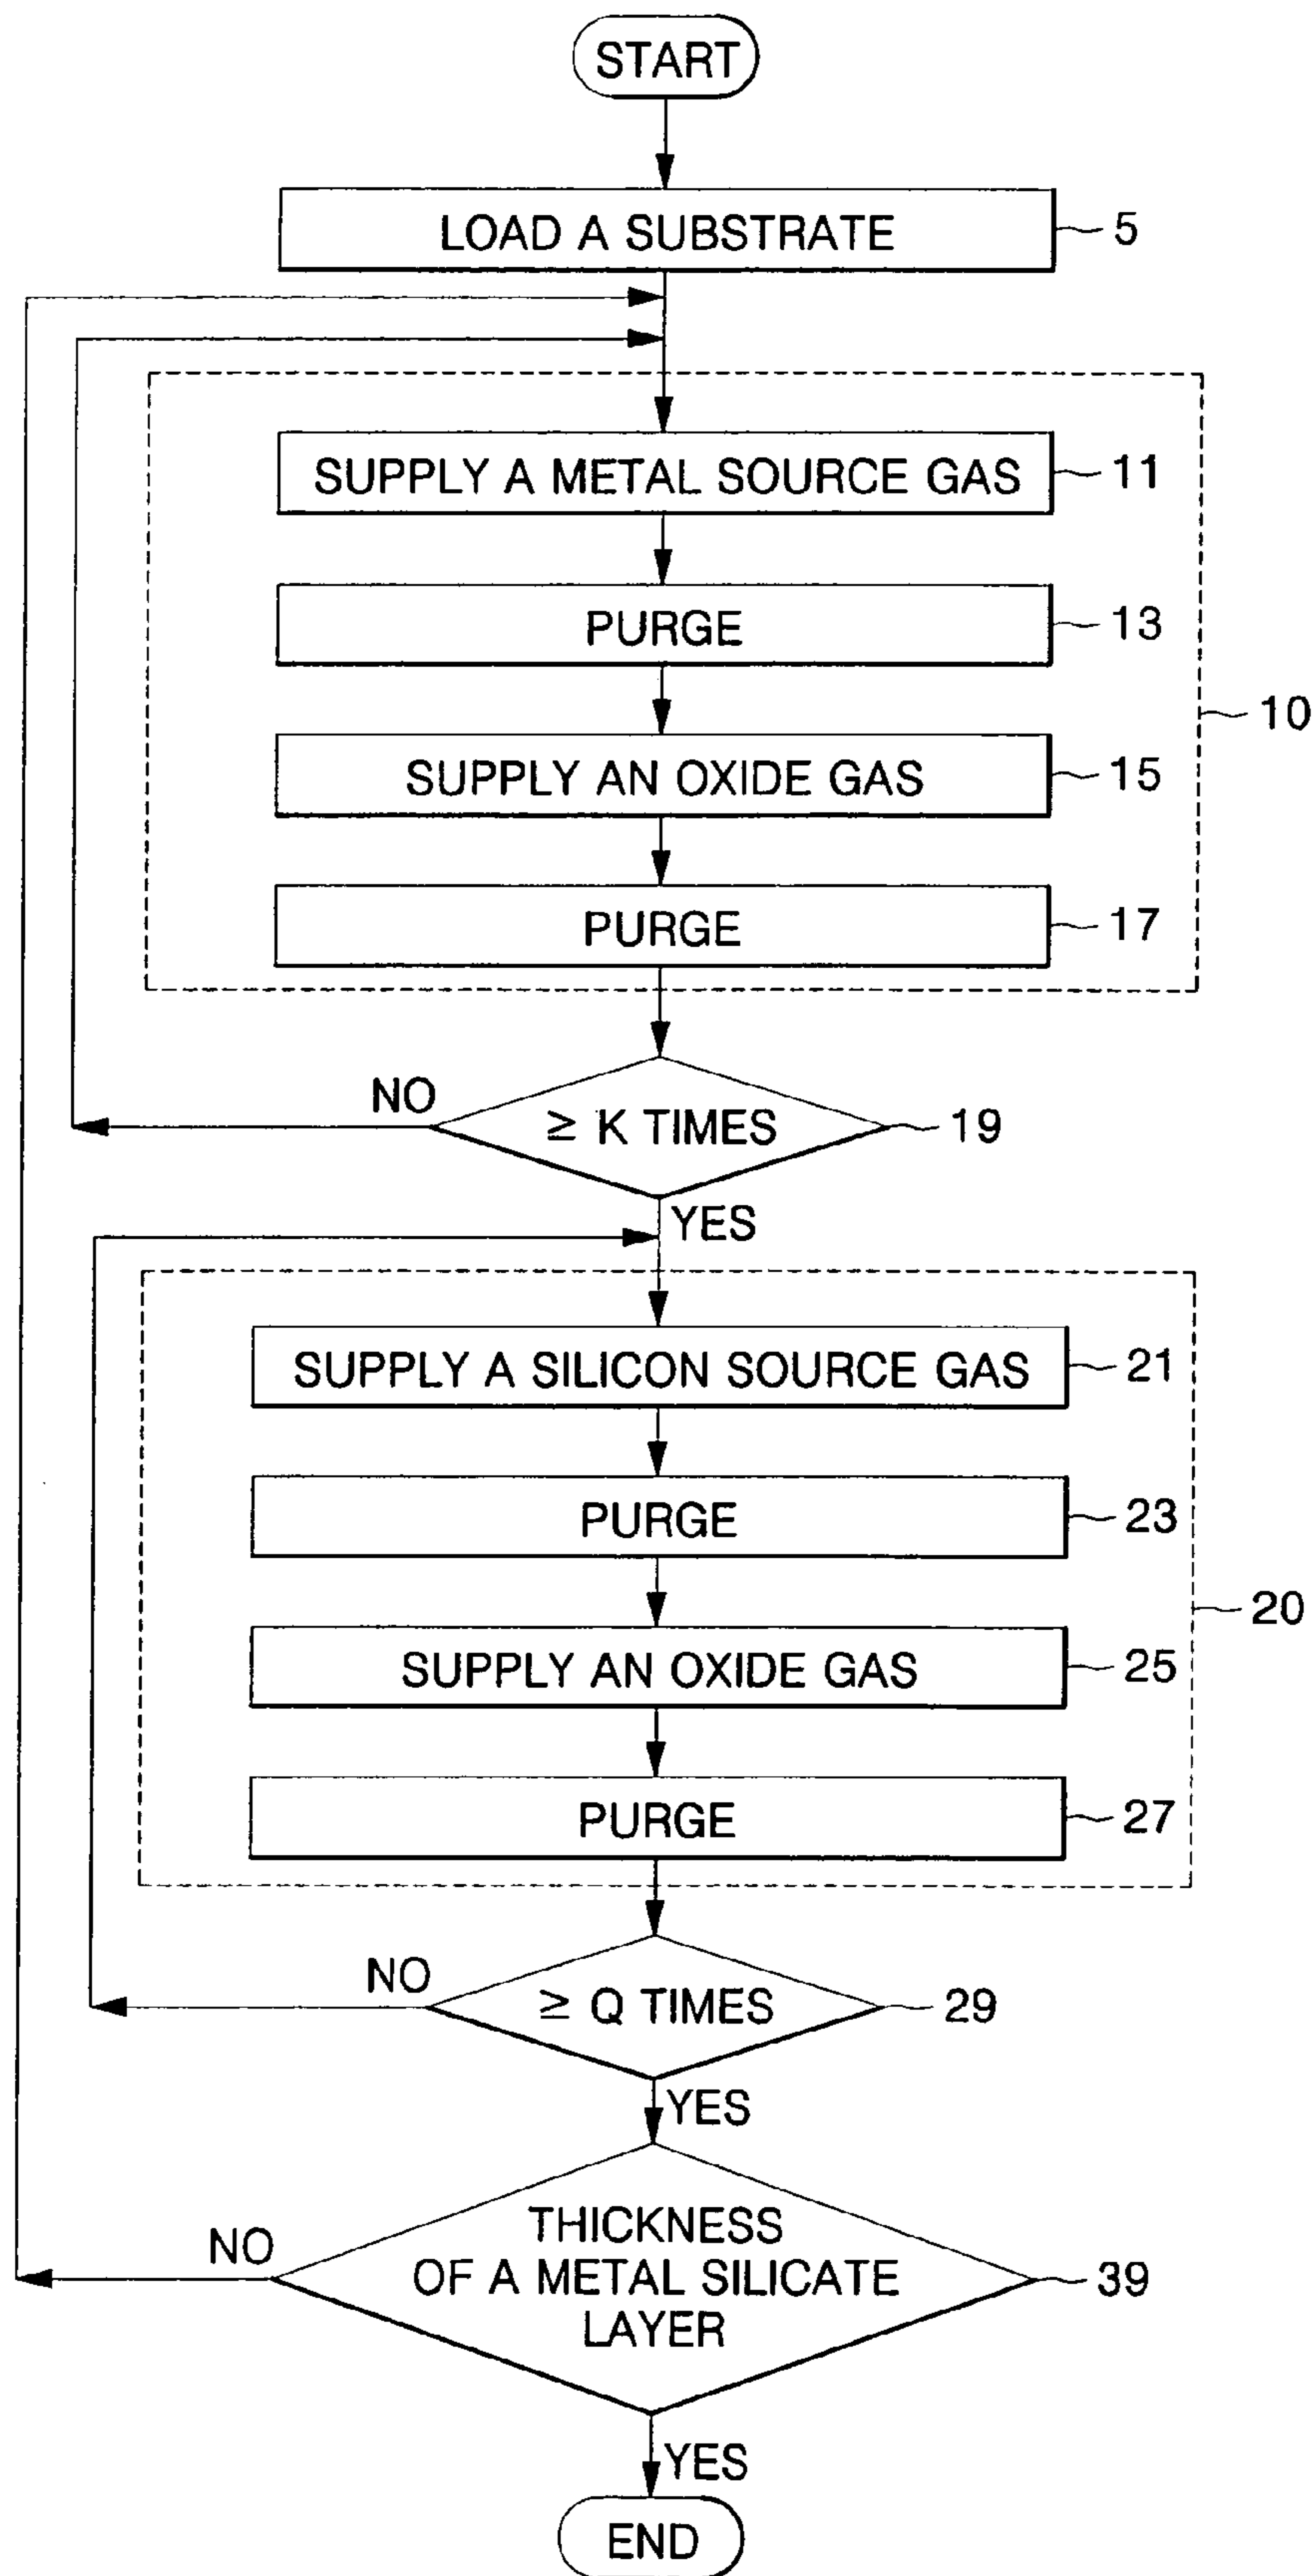 START
LOAD A SUBSTRATE 5
SUPPLY A METAL SOURCE GAS 11
PURGE 13
10
SUPPLY AN OXIDE GAS 15
PURGE 17
NO
≥ K TIMES 19
YES
SUPPLY A SILICON SOURCE GAS 21
PURGE 23
20
SUPPLY AN OXIDE GAS 25
PURGE 27
NO
≥ Q TIMES 29
YES
NO
THICKNESS
OF A METAL SILICATE 39
LAYER
YES
END